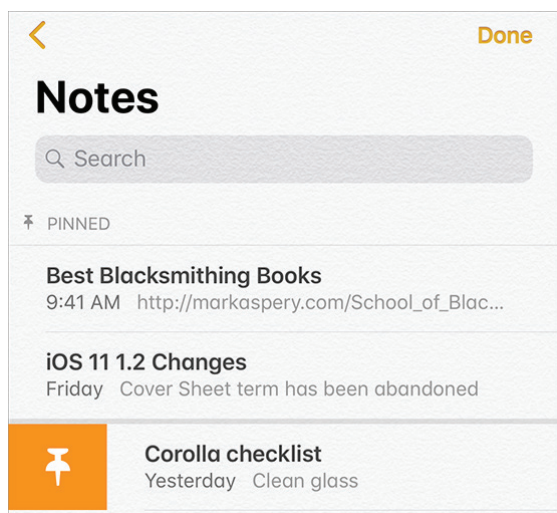 Done
Notes
Search
PINNED
Best Blacksmithing Books
9:41 AM http://markaspery.com/School_of_Blac...
iOS 11 1.2 Changes
Friday Cover Sheet term has been abandoned
Corolla checklist
Yesterday Clean glass